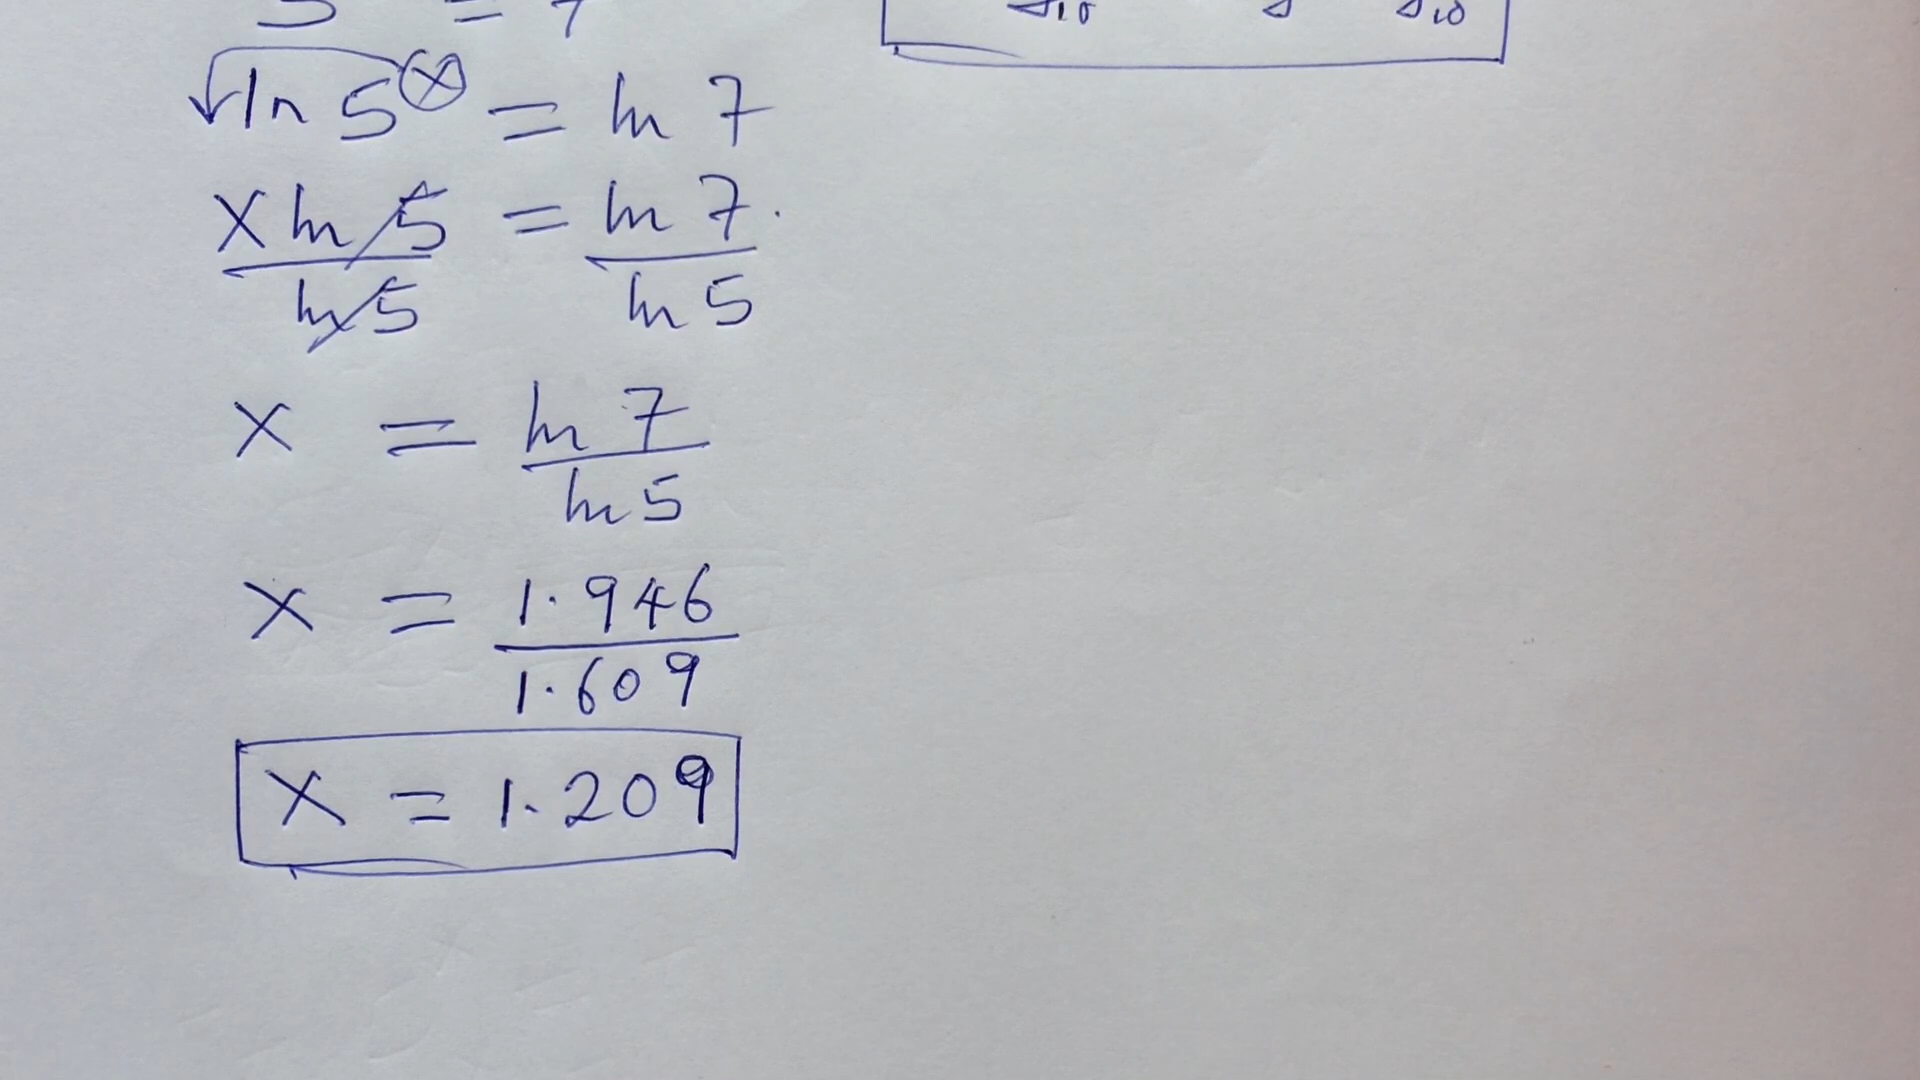 ln 5^x = ln 7
x ln 5 / ln 5 = ln 7 / ln 5
x = ln 7 / ln 5
x = 1.946 / 1.609
x = 1.209